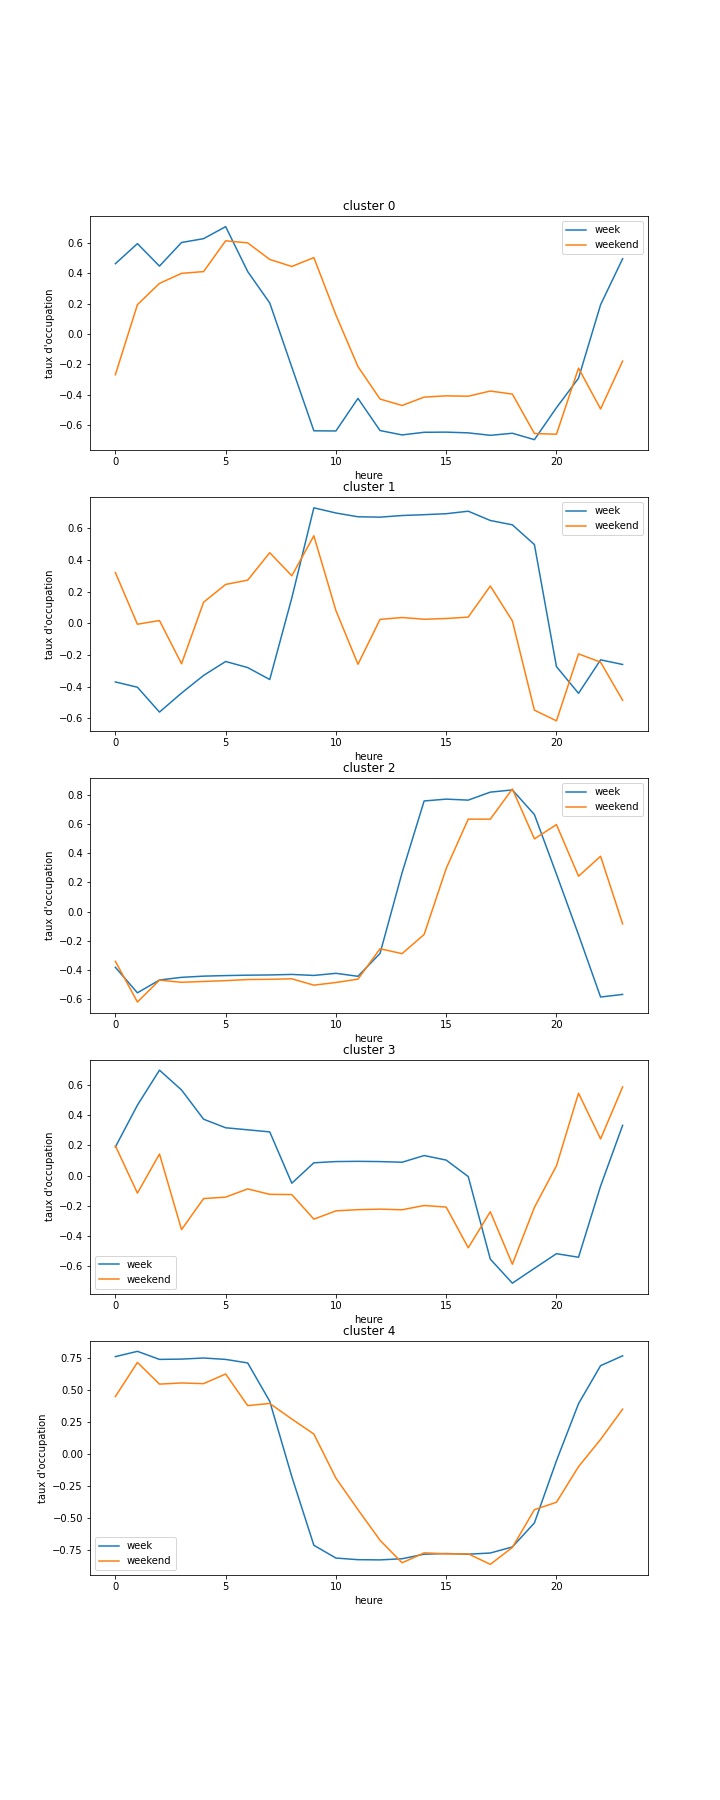 cluster 0
week
weekend
taux d'occupation
0.6
0.4
0.2
0.0
−0.2
−0.4
−0.6
0 5 10 15 20
heure
cluster 1
week
weekend
taux d'occupation
0.6
0.4
0.2
0.0
−0.2
−0.4
−0.6
0 5 10 15 20
heure
cluster 2
week
weekend
taux d'occupation
0.8
0.6
0.4
0.2
0.0
−0.2
−0.4
−0.6
0 5 10 15 20
heure
cluster 3
taux d'occupation
0.6
0.4
0.2
0.0
−0.2
−0.4
−0.6
week
weekend
0 5 10 15 20
heure
cluster 4
taux d'occupation
0.75
0.50
0.25
0.00
−0.25
−0.50
−0.75
week
weekend
0 5 10 15 20
heure